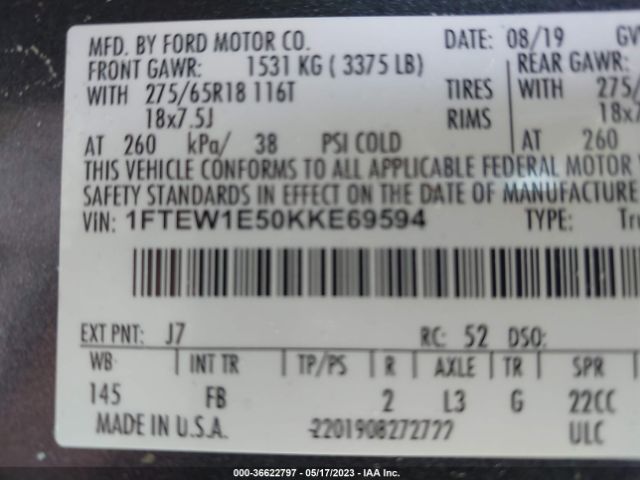 MFD. BY FORD MOTOR CO. DATE: 08/19 GV
FRONT GAWR: 1531 KG ( 3375 LB) REAR GAWR:
WITH 275/65R18 116T TIRES WITH 275/
18x7.5J RIMS 18x7
AT 260 kPa/ 38 PSI COLD AT 260
THIS VEHICLE CONFORMS TO ALL APPLICABLE FEDERAL MOTOR
SAFETY STANDARDS IN EFFECT ON THE DATE OF MANUFACTURE
VIN: 1FTEW1E50KKE69594 TYPE: Tr
EXT PNT: J7 RC: 52 DSO:
WB INT TR TP/PS R AXLE TR SPR
145 FB 2 L3 G 22CC
MADE IN U.S.A. ULC
000-36622797 - 05/17/2023 - IAA Inc.